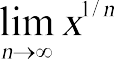 lim x^{1/n}
n→∞